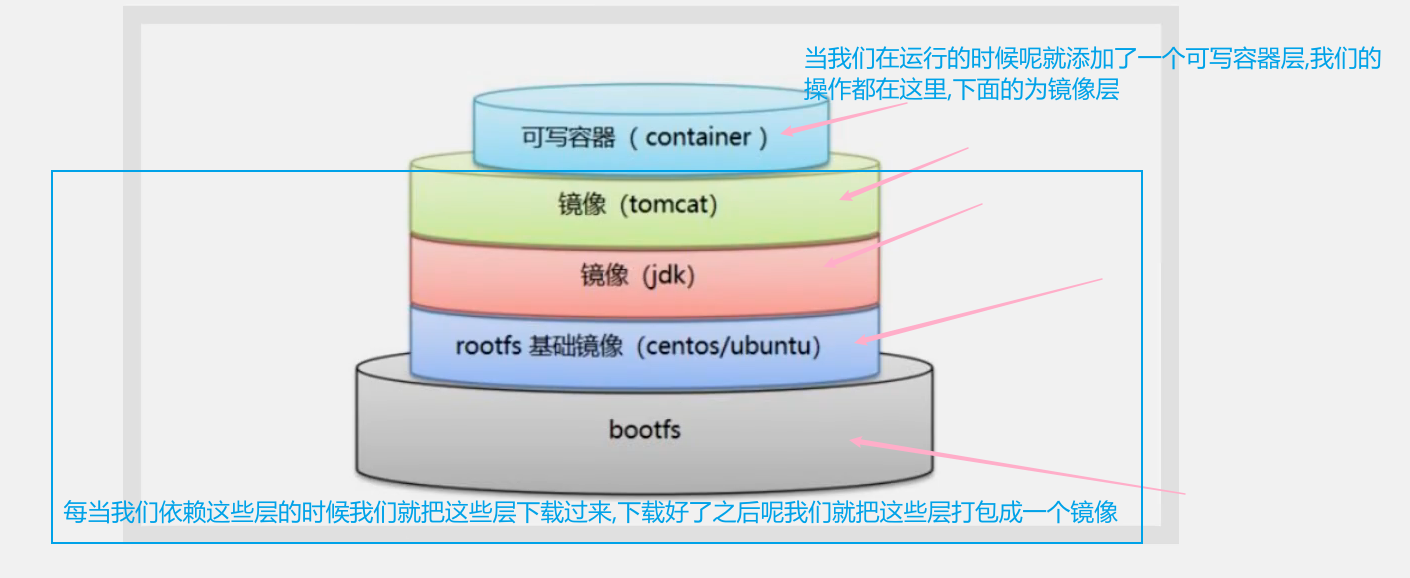 当我们在运行的时候呢就添加了一个可写容器层,我们的
操作都在这里,下面的为镜像层
可写容器（ container ）
镜像（tomcat）
镜像（jdk）
rootfs 基础镜像（centos/ubuntu）
bootfs
每当我们依赖这些层的时候我们就把这些层下载过来,下载好了之后呢我们就把这些层打包成一个镜像